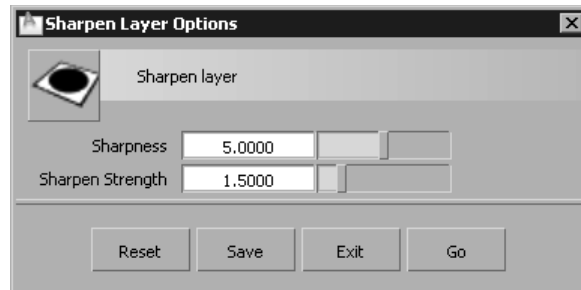 Sharpen Layer Options
Sharpen layer
Sharpness 5.0000
Sharpen Strength 1.5000
Reset Save Exit Go